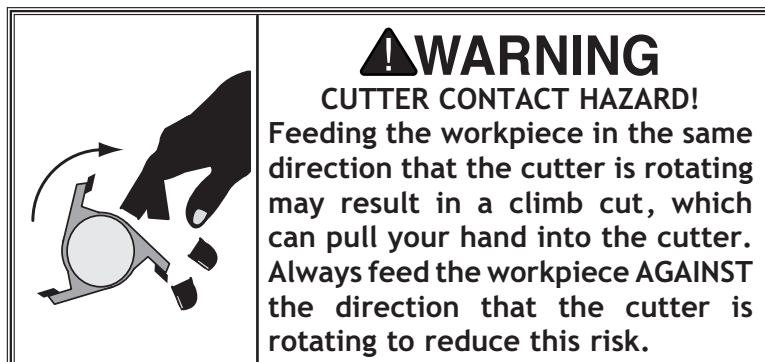 WARNING
CUTTER CONTACT HAZARD!
Feeding the workpiece in the same
direction that the cutter is rotating
may result in a climb cut, which
can pull your hand into the cutter.
Always feed the workpiece AGAINST
the direction that the cutter is
rotating to reduce this risk.